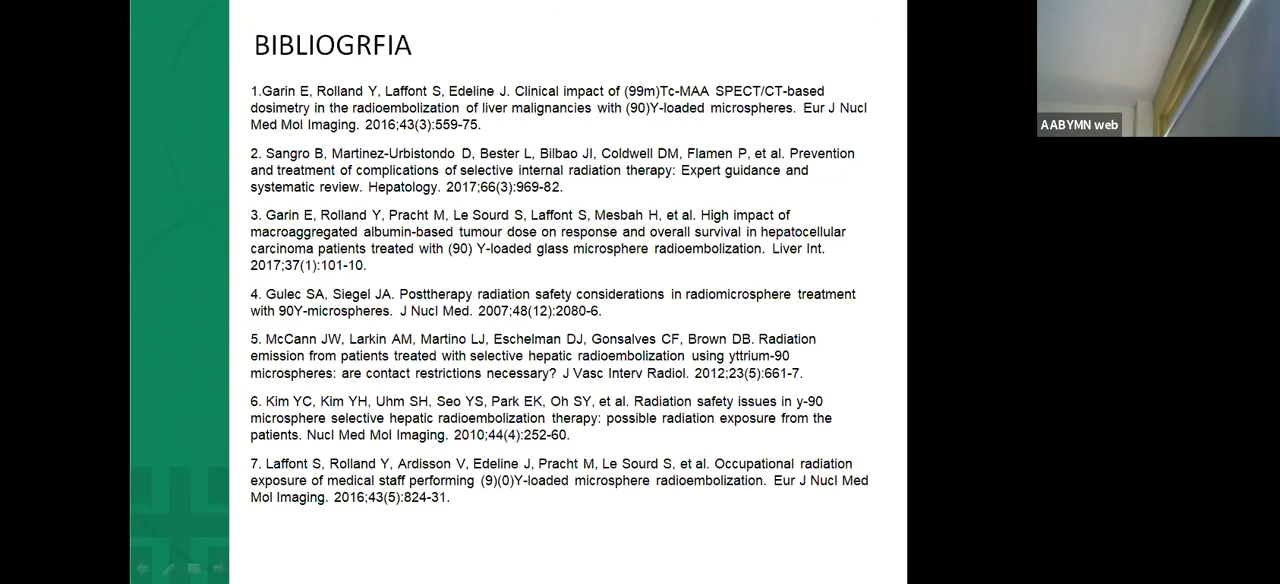 BIBLIOGRFIA
1.Garin E, Rolland Y, Laffont S, Edeline J. Clinical impact of (99m)Tc-MAA SPECT/CT-based
dosimetry in the radioembolization of liver malignancies with (90)Y-loaded microspheres. Eur J Nucl
Med Mol Imaging. 2016;43(3):559-75.
2. Sangro B, Martinez-Urbistondo D, Bester L, Bilbao JI, Coldwell DM, Flamen P, et al. Prevention
and treatment of complications of selective internal radiation therapy: Expert guidance and
systematic review. Hepatology. 2017;66(3):969-82.
3. Garin E, Rolland Y, Pracht M, Le Sourd S, Laffont S, Mesbah H, et al. High impact of
macroaggregated albumin-based tumour dose on response and overall survival in hepatocellular
carcinoma patients treated with (90) Y-loaded glass microsphere radioembolization. Liver Int.
2017;37(1):101-10.
4. Gulec SA, Siegel JA. Posttherapy radiation safety considerations in radiomicrosphere treatment
with 90Y-microspheres. J Nucl Med. 2007;48(12):2080-6.
5. McCann JW, Larkin AM, Martino LJ, Eschelman DJ, Gonsalves CF, Brown DB. Radiation
emission from patients treated with selective hepatic radioembolization using yttrium-90
microspheres: are contact restrictions necessary? J Vasc Interv Radiol. 2012;23(5):661-7.
6. Kim YC, Kim YH, Uhm SH, Seo YS, Park EK, Oh SY, et al. Radiation safety issues in y-90
microsphere selective hepatic radioembolization therapy: possible radiation exposure from the
patients. Nucl Med Mol Imaging. 2010;44(4):252-60.
7. Laffont S, Rolland Y, Ardisson V, Edeline J, Pracht M, Le Sourd S, et al. Occupational radiation
exposure of medical staff performing (9)(0)Y-loaded microsphere radioembolization. Eur J Nucl Med
Mol Imaging. 2016;43(5):824-31.
AABYMN web